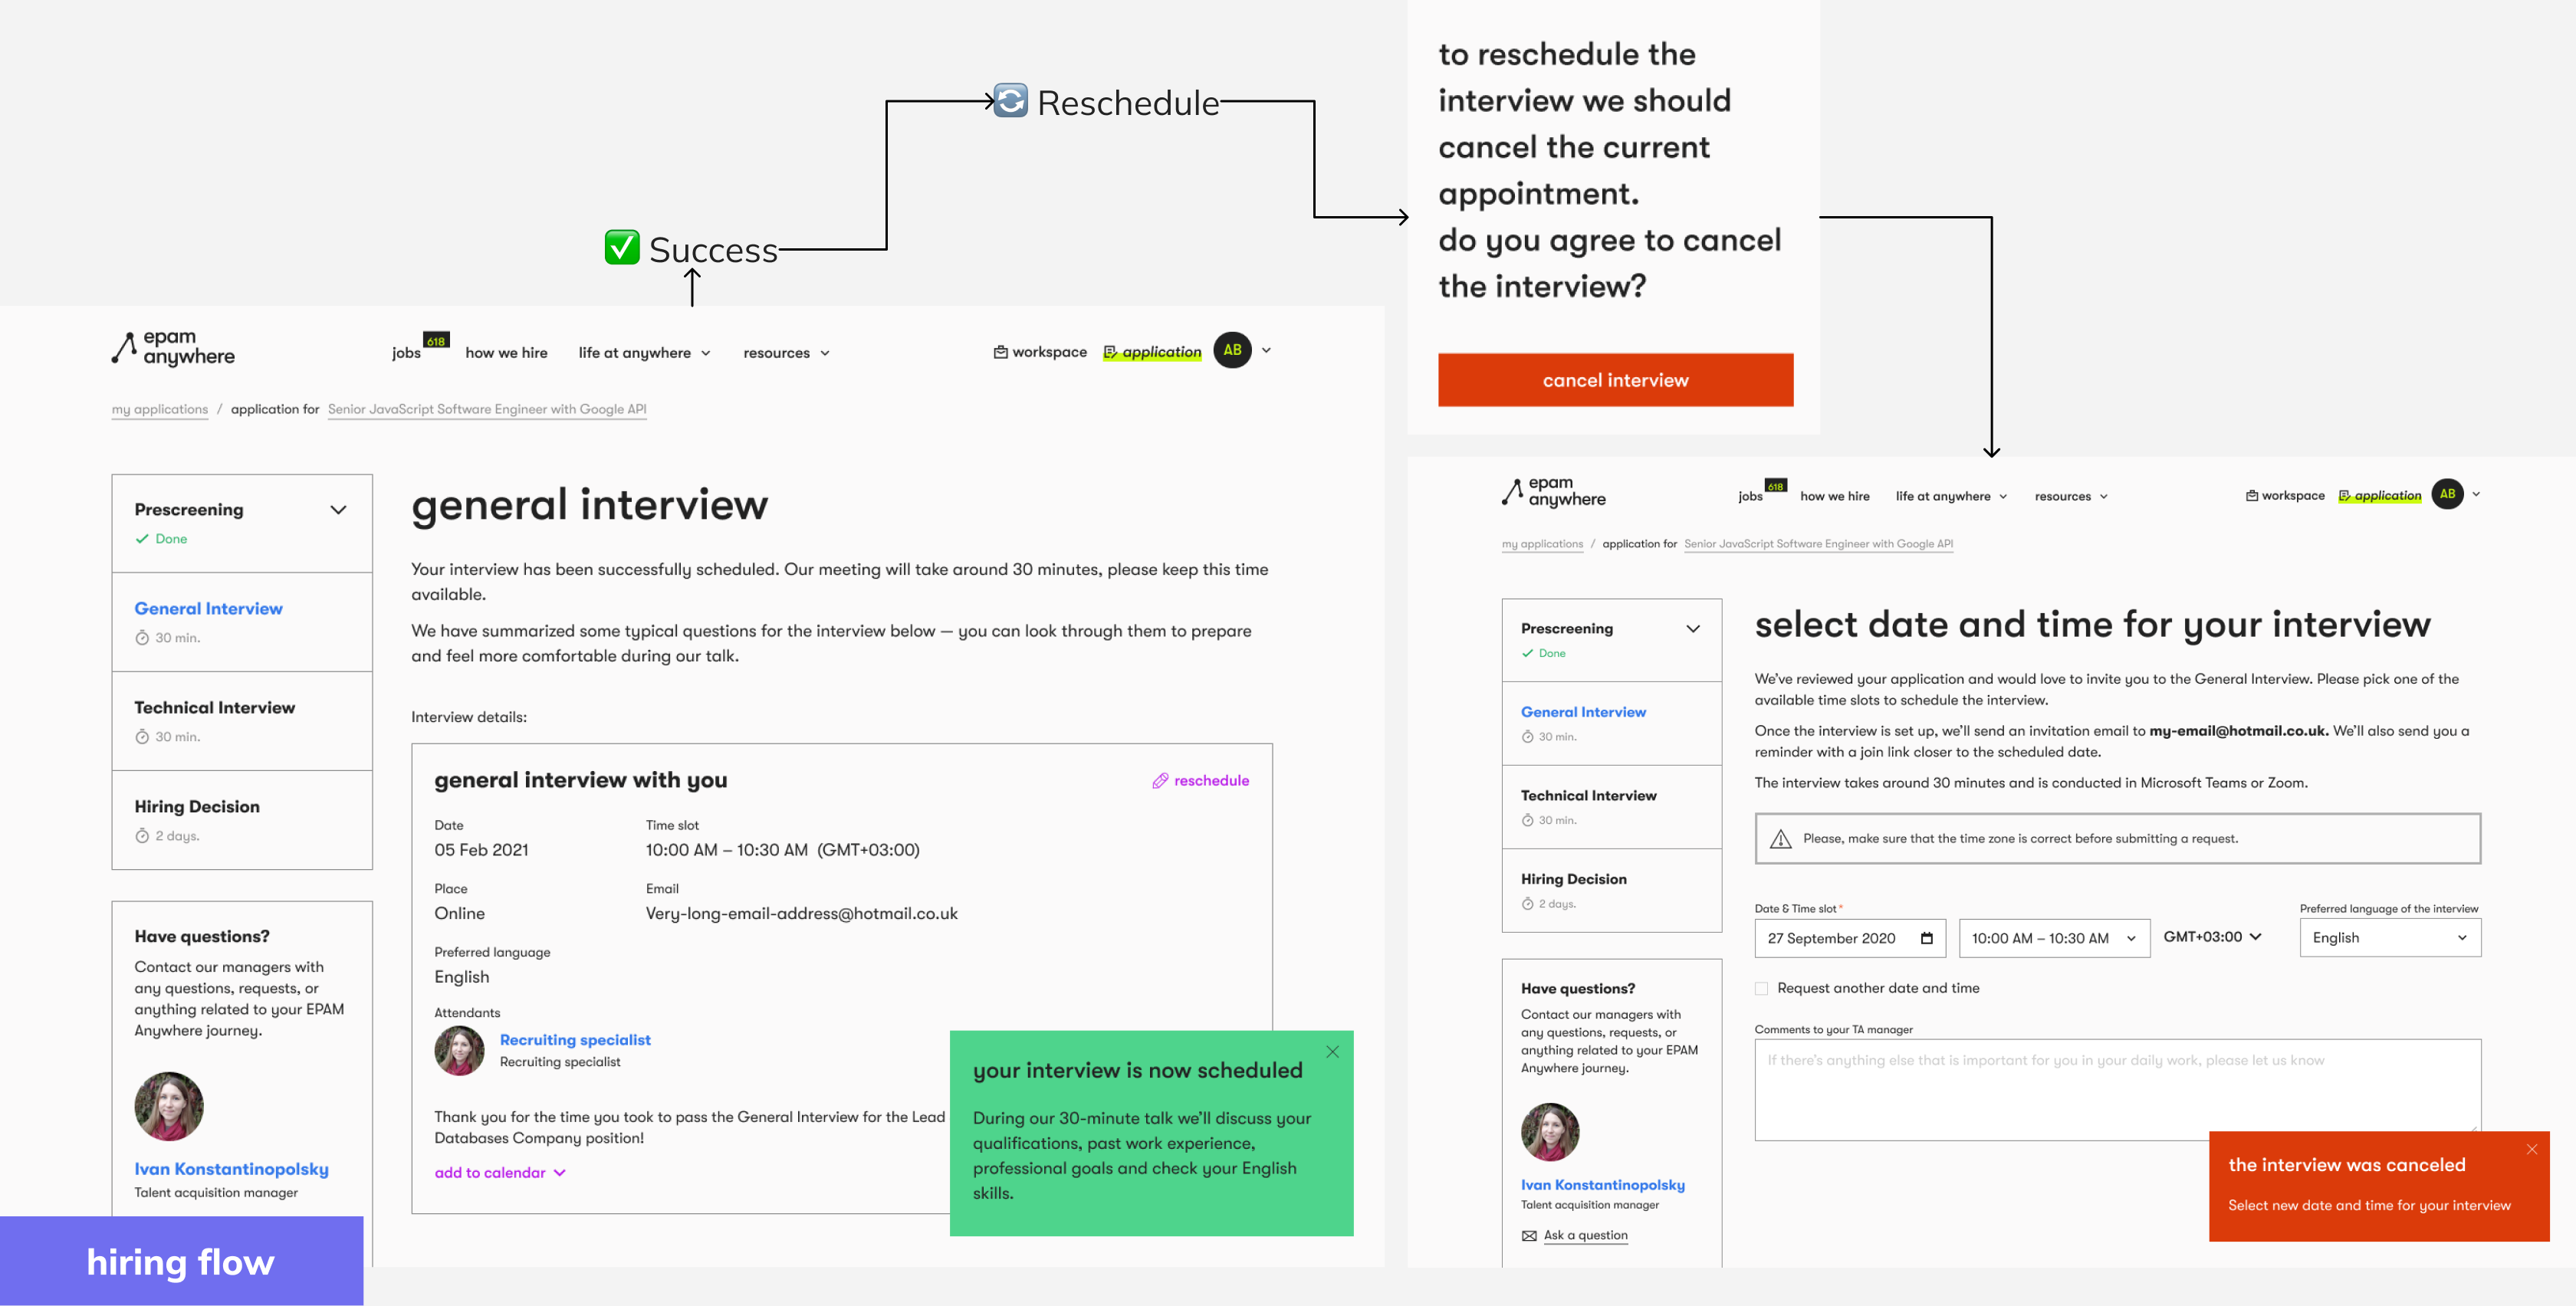 Reschedule
Success
to reschedule the
interview we should
cancel the current
appointment.
do you agree to cancel
the interview?
cancel interview
epam
anywhere
jobs
618
how we hire
life at anywhere
resources
workspace
application
AB
my applications / application for Senior JavaScript Software Engineer with Google API
Prescreening
Done
General Interview
30 min.
Technical Interview
30 min.
Hiring Decision
2 days.
Have questions?
Contact our managers with
any questions, requests, or
anything related to your EPAM
Anywhere journey.
Ivan Konstantinopolsky
Talent acquisition manager
hiring flow
general interview
Your interview has been successfully scheduled. Our meeting will take around 30 minutes, please keep this time
available.
We have summarized some typical questions for the interview below — you can look through them to prepare
and feel more comfortable during our talk.
Interview details:
general interview with you
reschedule
Date
05 Feb 2021
Time slot
10:00 AM – 10:30 AM (GMT+03:00)
Place
Online
Email
Very-long-email-address@hotmail.co.uk
Preferred language
English
Attendants
Recruiting specialist
Recruiting specialist
Thank you for the time you took to pass the General Interview for the Lead
Databases Company position!
add to calendar
your interview is now scheduled
During our 30-minute talk we'll discuss your
qualifications, past work experience,
professional goals and check your English
skills.
epam
anywhere
jobs
618
how we hire
life at anywhere
resources
workspace
application
AB
my applications / application for Senior JavaScript Software Engineer with Google API
Prescreening
Done
General Interview
30 min.
Technical Interview
30 min.
Hiring Decision
2 days.
Have questions?
Contact our managers with
any questions, requests, or
anything related to your EPAM
Anywhere journey.
Ivan Konstantinopolsky
Talent acquisition manager
Ask a question
select date and time for your interview
We've reviewed your application and would love to invite you to the General Interview. Please pick one of the
available time slots to schedule the interview.
Once the interview is set up, we'll send an invitation email to my-email@hotmail.co.uk. We'll also send you a
reminder with a join link closer to the scheduled date.
The interview takes around 30 minutes and is conducted in Microsoft Teams or Zoom.
Please, make sure that the time zone is correct before submitting a request.
Date & Time slot*
27 September 2020
10:00 AM – 10:30 AM
GMT+03:00
Preferred language of the interview
English
Request another date and time
Comments to your TA manager
If there's anything else that is important for you in your daily work, please let us know
the interview was canceled
Select new date and time for your interview